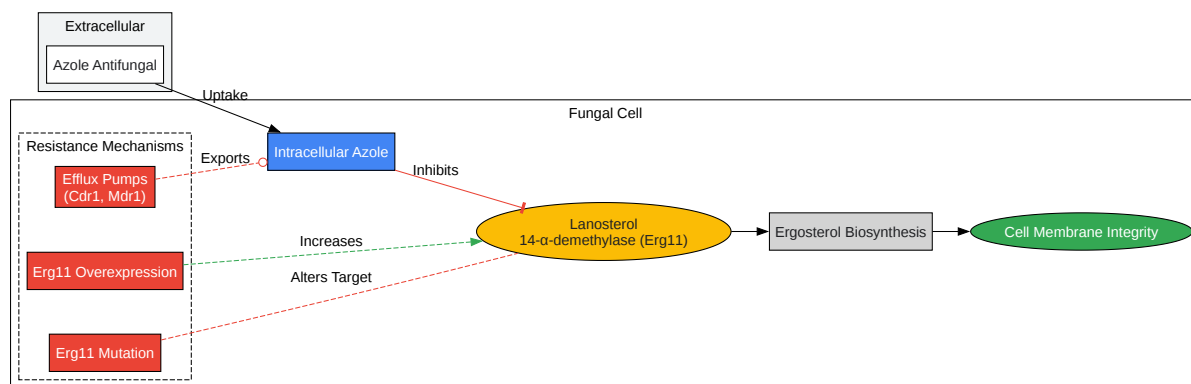 Extracellular
Azole Antifungal
Uptake
Fungal Cell
Resistance Mechanisms
Exports
Intracellular Azole
Inhibits
Efflux Pumps
(Cdr1, Mdr1)
Lanosterol
14-α-demethylase (Erg11)
Ergosterol Biosynthesis
Cell Membrane Integrity
Increases
Erg11 Overexpression
Alters Target
Erg11 Mutation